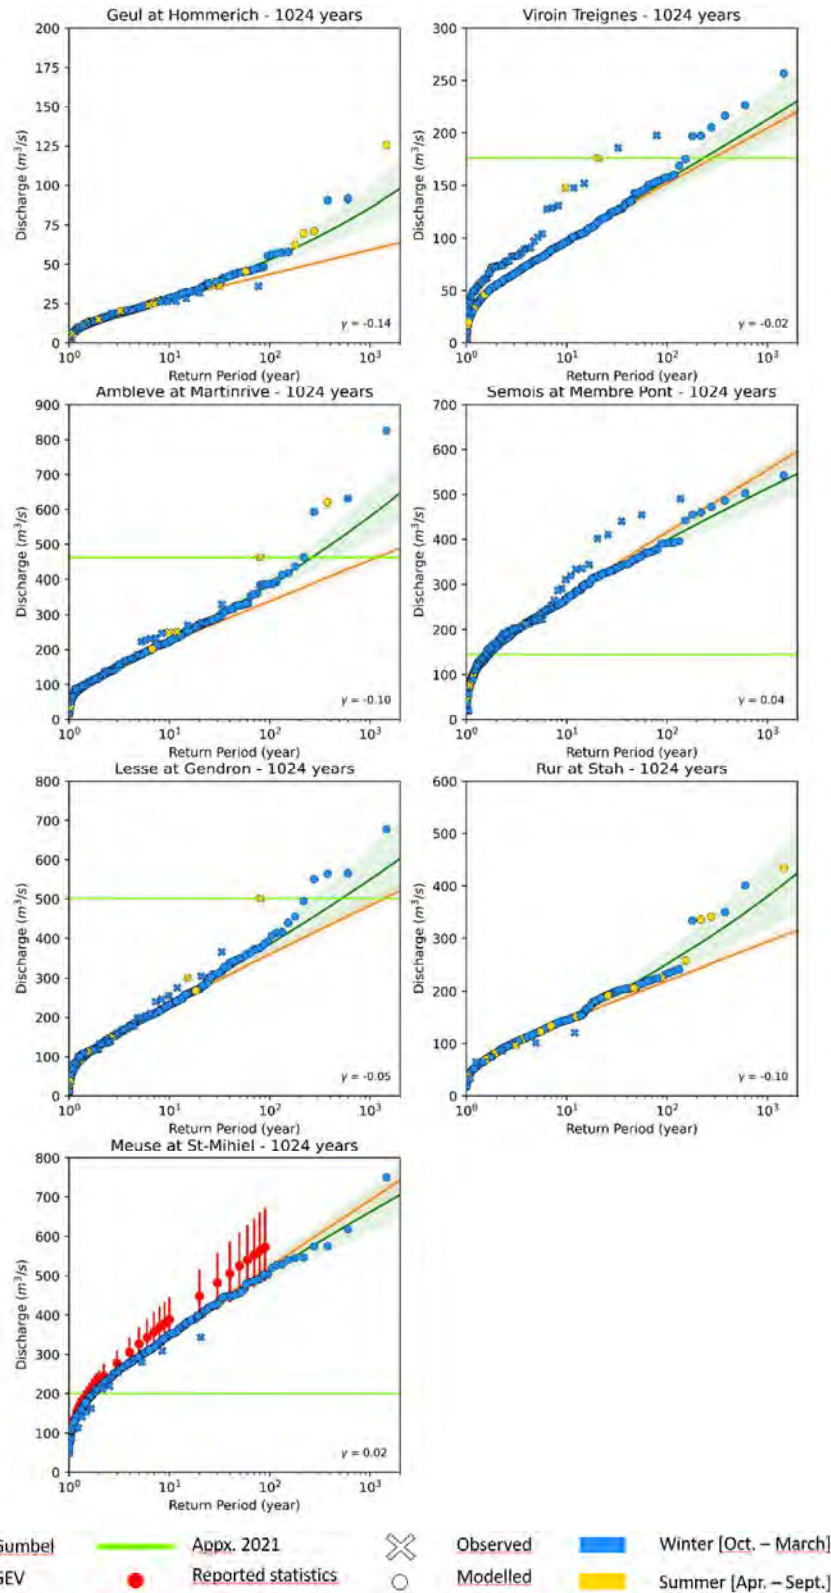 Geul at Hommerich - 1024 years
200
175
150
125
100
75
50
25
0
Discharge (m³/s)
γ = -0.14
10⁰ 10¹ 10² 10³
Return Period (year)
Viroin Treignes - 1024 years
300
250
200
150
100
50
0
Discharge (m³/s)
γ = -0.02
10⁰ 10¹ 10² 10³
Return Period (year)
Ambleve at Martinrive - 1024 years
900
800
700
600
500
400
300
200
100
0
Discharge (m³/s)
γ = -0.10
10⁰ 10¹ 10² 10³
Return Period (year)
Semois at Membre Pont - 1024 years
700
600
500
400
300
200
100
0
Discharge (m³/s)
γ = 0.04
10⁰ 10¹ 10² 10³
Return Period (year)
Lesse at Gendron - 1024 years
800
700
600
500
400
300
200
100
0
Discharge (m³/s)
γ = -0.05
10⁰ 10¹ 10² 10³
Return Period (year)
Rur at Stah - 1024 years
600
500
400
300
200
100
0
Discharge (m³/s)
γ = -0.10
10⁰ 10¹ 10² 10³
Return Period (year)
Meuse at St-Mihiel - 1024 years
800
700
600
500
400
300
200
100
0
Discharge (m³/s)
γ = 0.02
10⁰ 10¹ 10² 10³
Return Period (year)
Gumbel Appx. 2021 Observed Winter [Oct. – March]
GEV Reported statistics Modelled Summer [Apr. – Sept.]